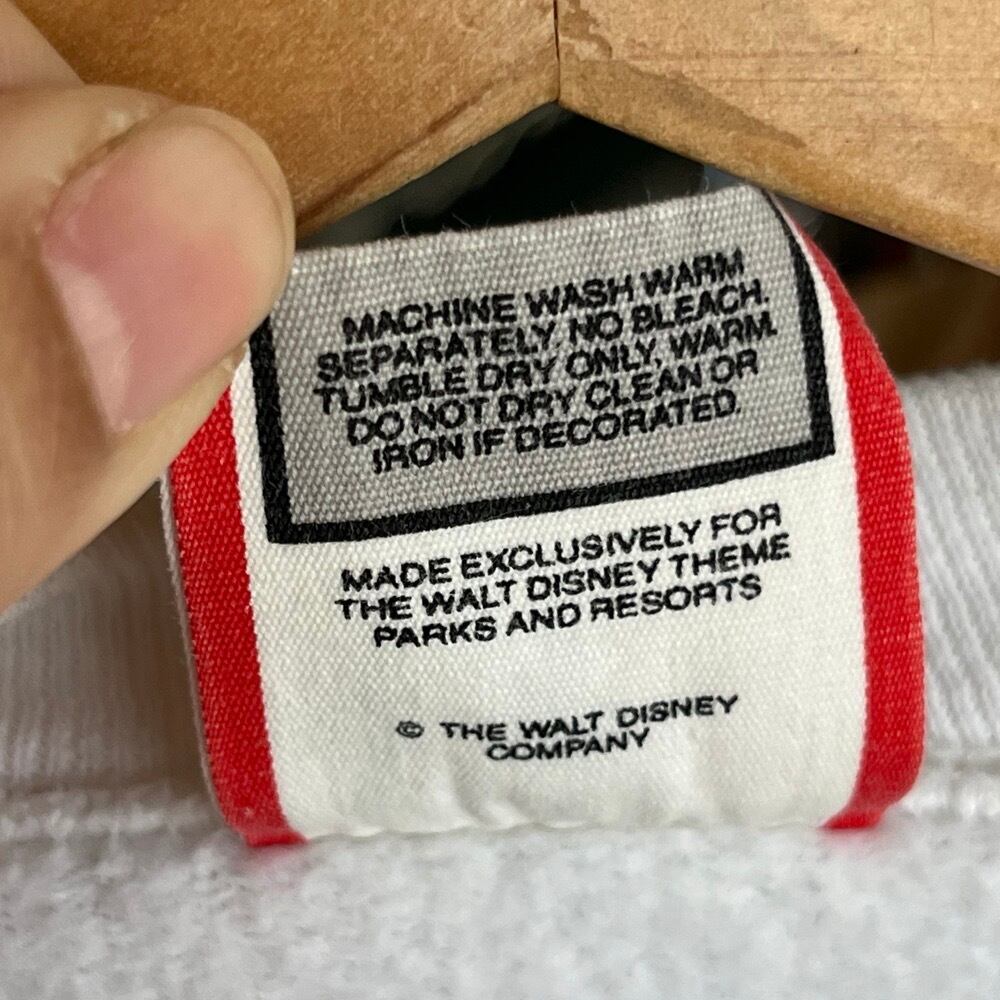 MACHINE WASH WARM
SEPARATELY, NO BLEACH.
TUMBLE DRY ONLY, WARM.
DO NOT DRY CLEAN OR
IRON IF DECORATED.
MADE EXCLUSIVELY FOR
THE WALT DISNEY THEME
PARKS AND RESORTS
© THE WALT DISNEY
COMPANY